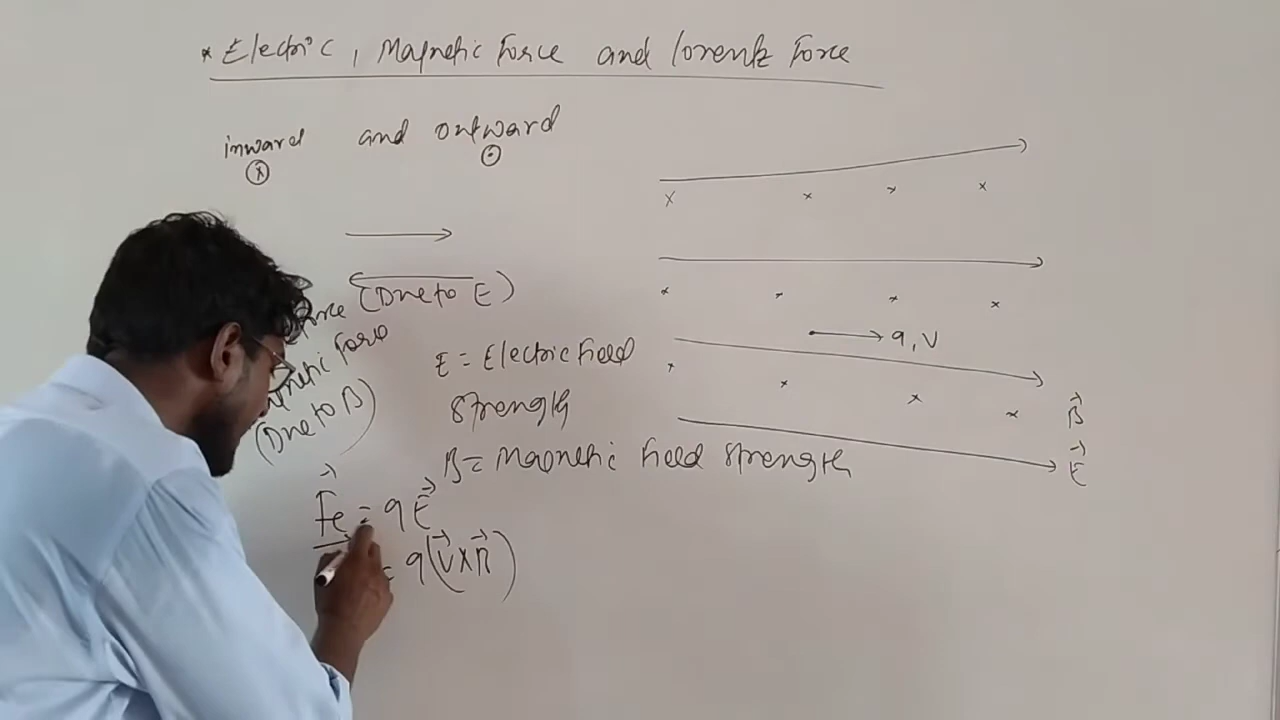 * Electric, Magnetic Force and Lorentz Force
inward and outward
(Due to E)
Force
(Due to B)
E = Electric field
strength
B = Magnetic field strength
q, v
B⃗
E⃗
F⃗e = qE⃗
= q(v⃗ x B⃗)